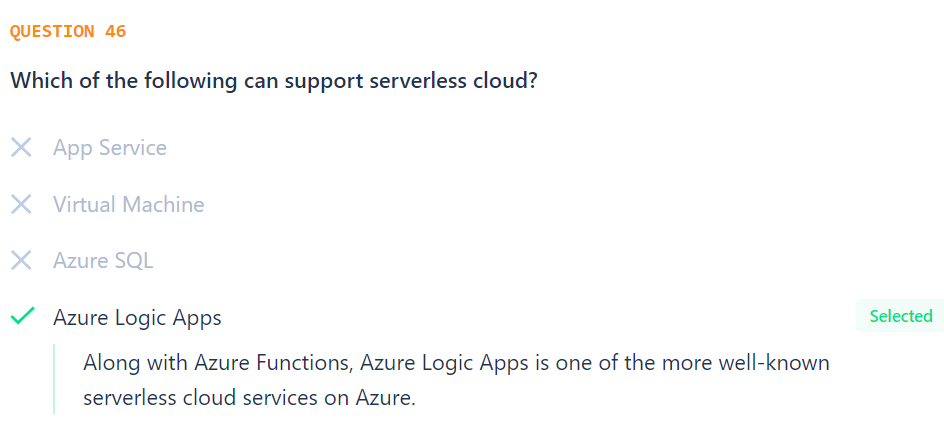 QUESTION 46
Which of the following can support serverless cloud?
App Service
Virtual Machine
Azure SQL
Azure Logic Apps
Selected
Along with Azure Functions, Azure Logic Apps is one of the more well-known
serverless cloud services on Azure.